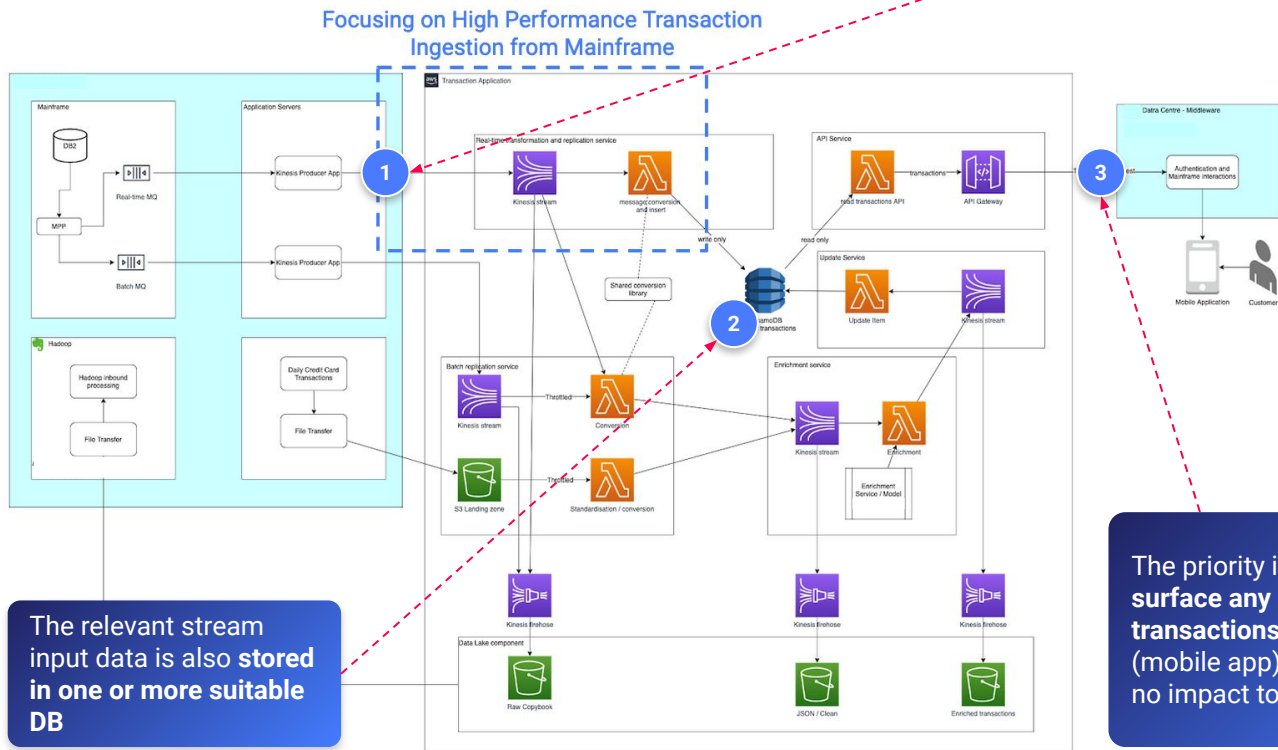 Focusing on High Performance Transaction
Ingestion from Mainframe
aws
Transaction Application
Mainframe
DB2
MPP
Real-time MQ
Batch MQ
Application Servers
Kinesis Producer App
Kinesis Producer App
1
Real-time transformation and replication service
Kinesis stream
message conversion
and insert
write only
API Service
read transactions API
transactions
API Gateway
read only
3
est
Datra Centre - Middleware
Authentication and
Mainframe interactions
Mobile Application
Customer
Shared conversion
library
2
transactions
Update Service
Update Item
Kinesis stream
Hadoop
Hadoop inbound
processing
File Transfer
Daily Credit Card
Transactions
File Transfer
Batch replication service
Kinesis stream
Throttled
Conversion
S3 Landing zone
Throttled
Standardisation / conversion
Enrichment service
Kinesis stream
Enrichment
Enrichment
Service / Model
Kinesis firehose
Kinesis firehose
Kinesis firehose
Data Lake component
Raw Copybook
JSON / Clean
Enriched transactions
The relevant stream
input data is also stored
in one or more suitable
DB
The priority i
surface any
transactions
(mobile app)
no impact to